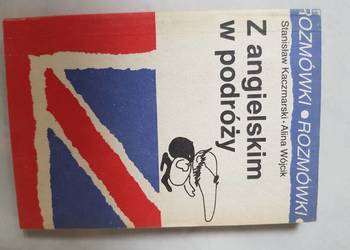 ROZMÓWKI • ROZMÓWKI •
Stanisław Kaczmarski • Alina Wójcik
Z angielskim
w podróży